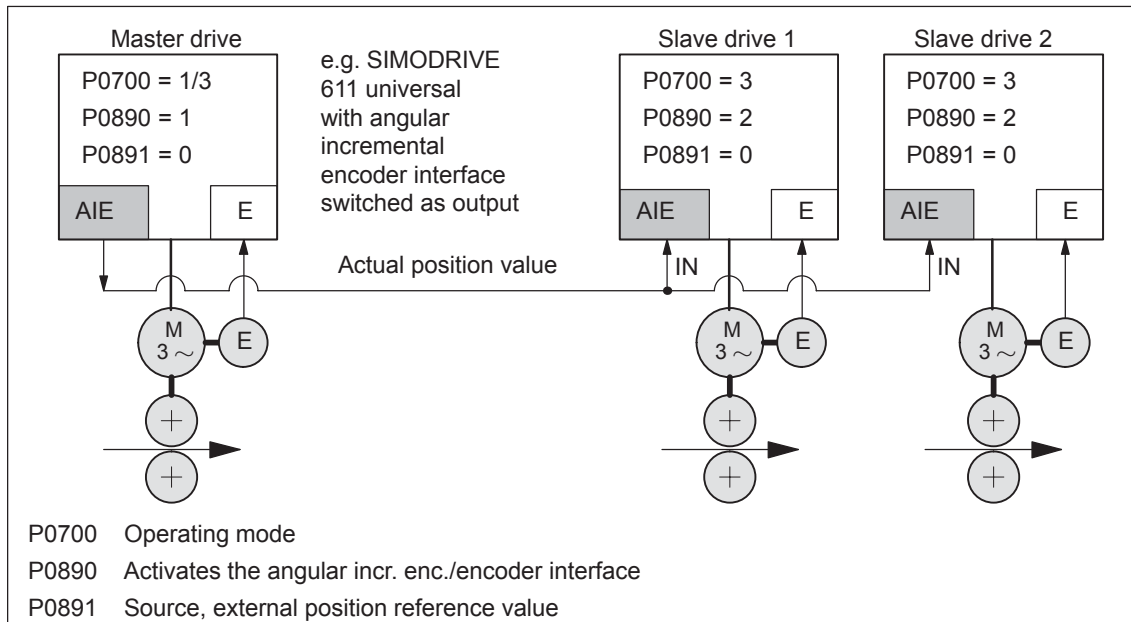 Master drive
P0700 = 1/3
P0890 = 1
P0891 = 0
AIE
E
e.g. SIMODRIVE
611 universal
with angular
incremental
encoder interface
switched as output
Slave drive 1
P0700 = 3
P0890 = 2
P0891 = 0
AIE
E
Slave drive 2
P0700 = 3
P0890 = 2
P0891 = 0
AIE
E
Actual position value
IN
IN
M
3 ~
E
M
3 ~
E
M
3 ~
E
+
+
+
+
+
+
P0700 Operating mode
P0890 Activates the angular incr. enc./encoder interface
P0891 Source, external position reference value